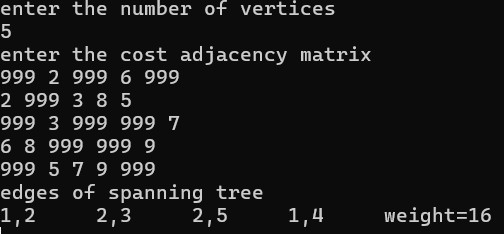 enter the number of vertices
5
enter the cost adjacency matrix
999 2 999 6 999
2 999 3 8 5
999 3 999 999 7
6 8 999 999 9
999 5 7 9 999
edges of spanning tree
1,2     2,3     2,5     1,4     weight=16